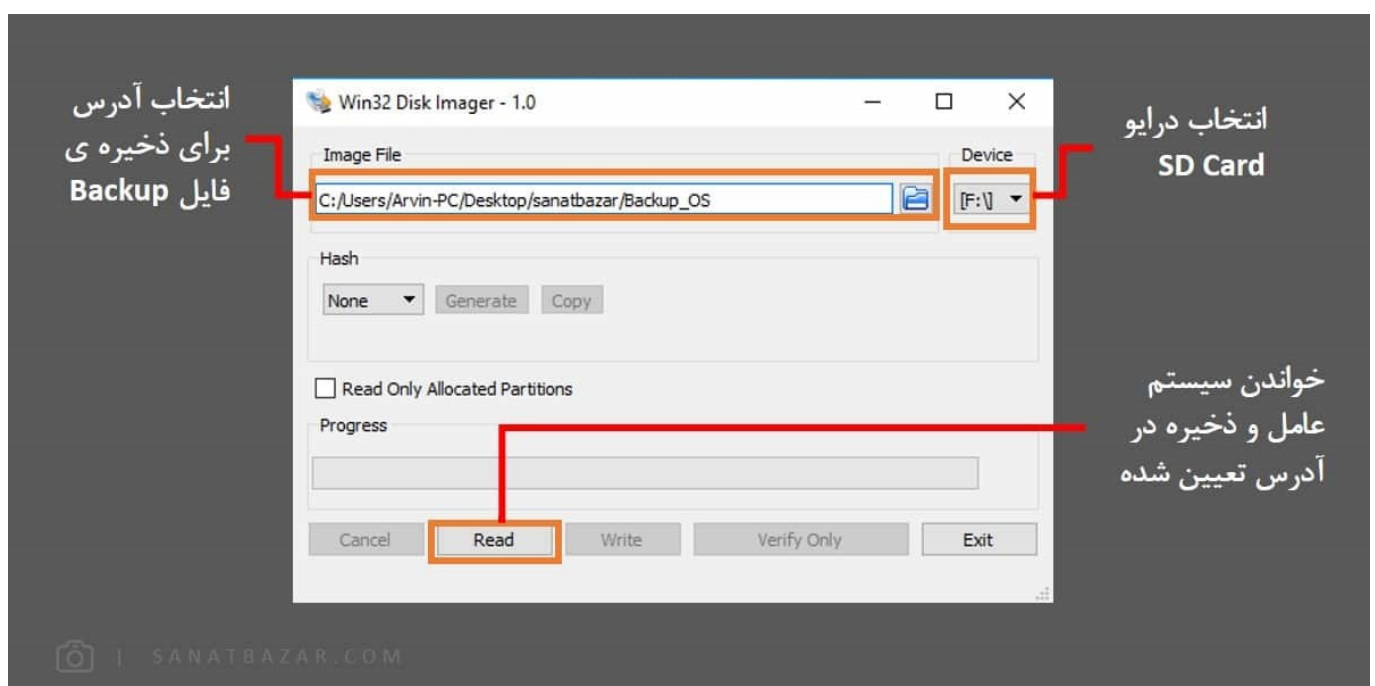 انتخاب آدرس
برای ذخیره ی
فایل Backup
Win32 Disk Imager - 1.0
انتخاب درایو
SD Card
Image File
Device
C:/Users/Arvin-PC/Desktop/sanatbazar/Backup_OS
[F:\]
Hash
None
Generate
Copy
Read Only Allocated Partitions
Progress
خواندن سیستم
عامل و ذخیره در
آدرس تعیین شده
Cancel
Read
Write
Verify Only
Exit
| SANATBAZAR.COM